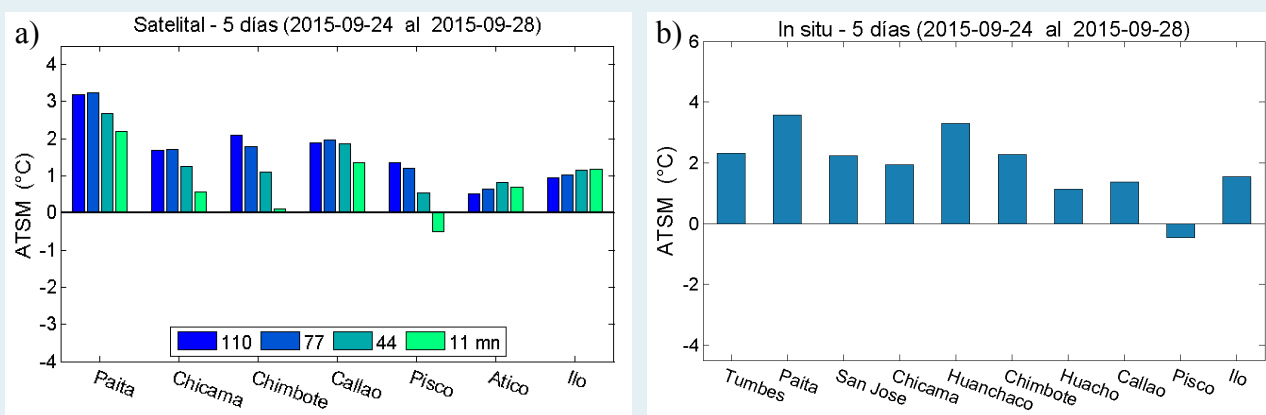 a)
Satelital - 5 días (2015-09-24 al 2015-09-28)
ATSM (°C)
4
3
2
1
0
-1
-2
-3
-4
110 77 44 11 mn
Paita Chicama Chimbote Callao Pisco Atico Ilo
b)
In situ - 5 días (2015-09-24 al 2015-09-28)
ATSM (°C)
6
4
2
0
-2
-4
Tumbes Paita San Jose Chicama Huanchaco Chimbote Huacho Callao Pisco Ilo